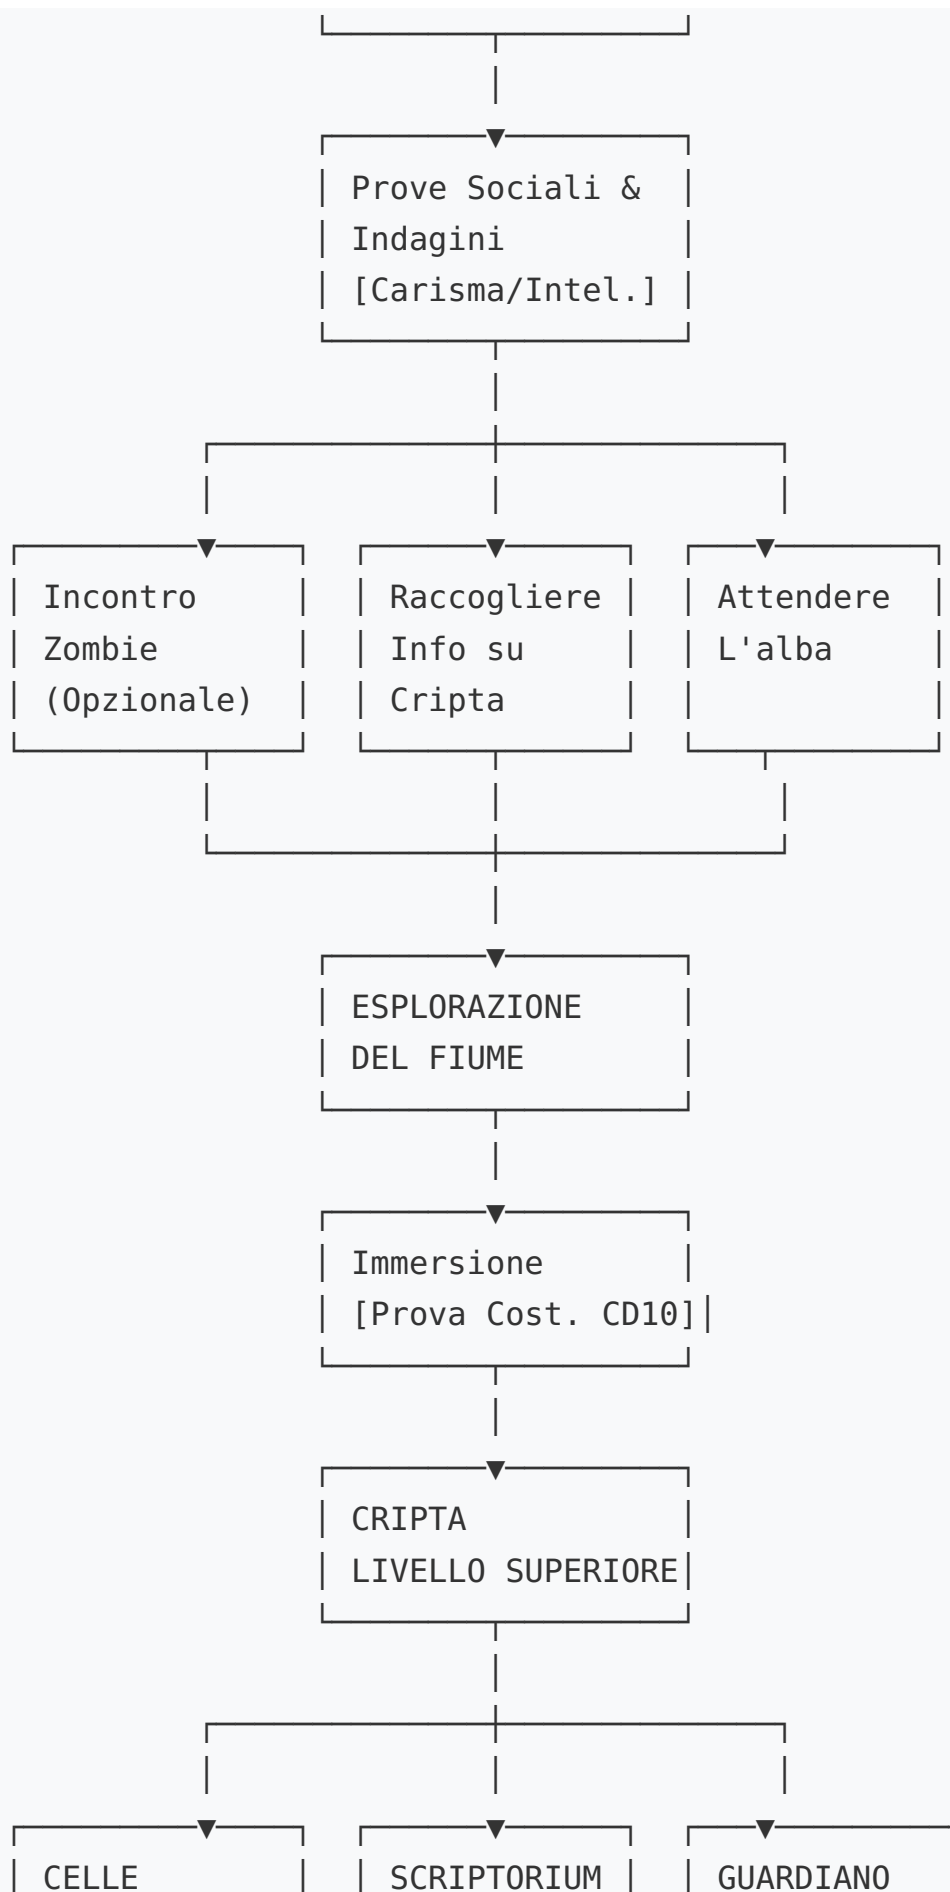 Prove Sociali &
Indagini
[Carisma/Intel.]
Incontro
Zombie
(Opzionale)
Raccogliere
Info su
Cripta
Attendere
L'alba
ESPLORAZIONE
DEL FIUME
Immersione
[Prova Cost. CD10]
CRIPTA
LIVELLO SUPERIORE
CELLE
SCRIPTORIUM
GUARDIANO